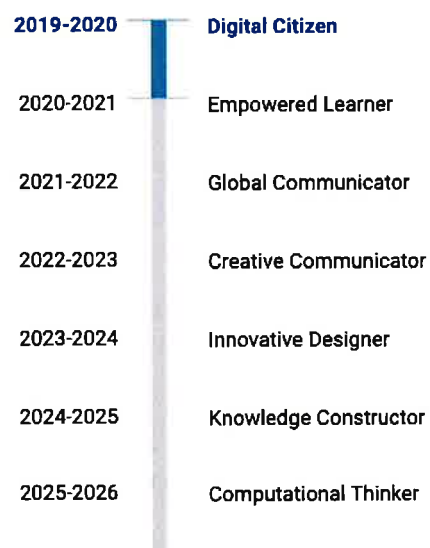 2019-2020 Digital Citizen
2020-2021 Empowered Learner
2021-2022 Global Communicator
2022-2023 Creative Communicator
2023-2024 Innovative Designer
2024-2025 Knowledge Constructor
2025-2026 Computational Thinker